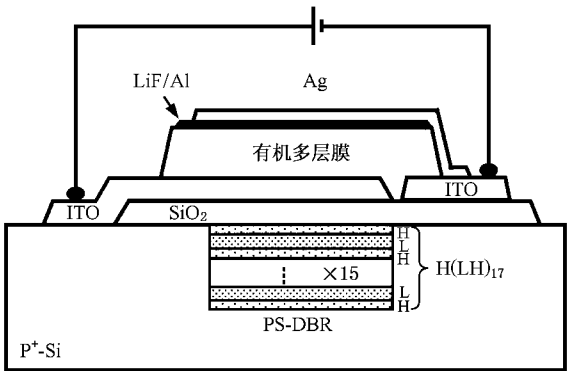 LiF/Al
Ag
有机多层膜
ITO
ITO
SiO₂
H
L
H
×15
L
H
H(LH)₁₇
PS-DBR
P⁺-Si